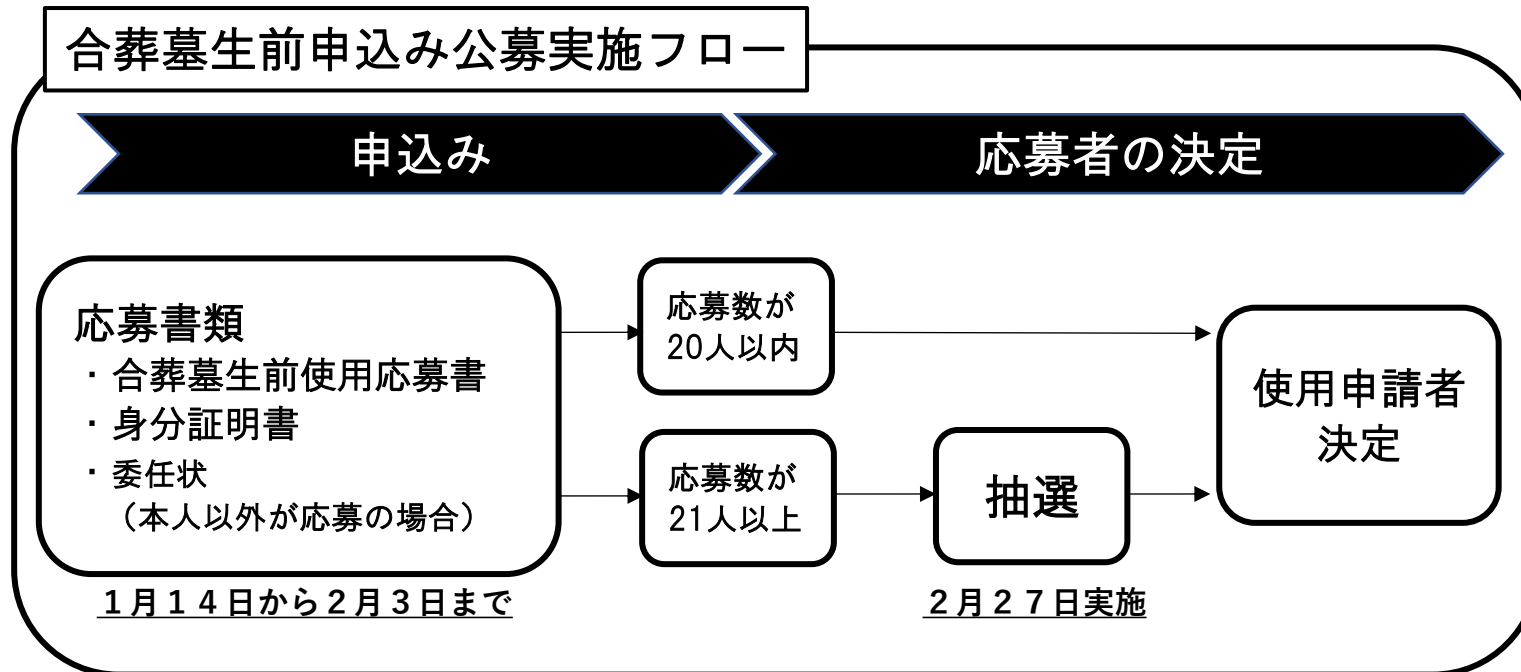 合葬墓生前申込み公募実施フロー
申込み
応募者の決定
応募書類
・合葬墓生前使用応募書
・身分証明書
・委任状
（本人以外が応募の場合）
１月１４日から２月３日まで
応募数が
20人以内
応募数が
21人以上
抽選
２月２７日実施
使用申請者
決定